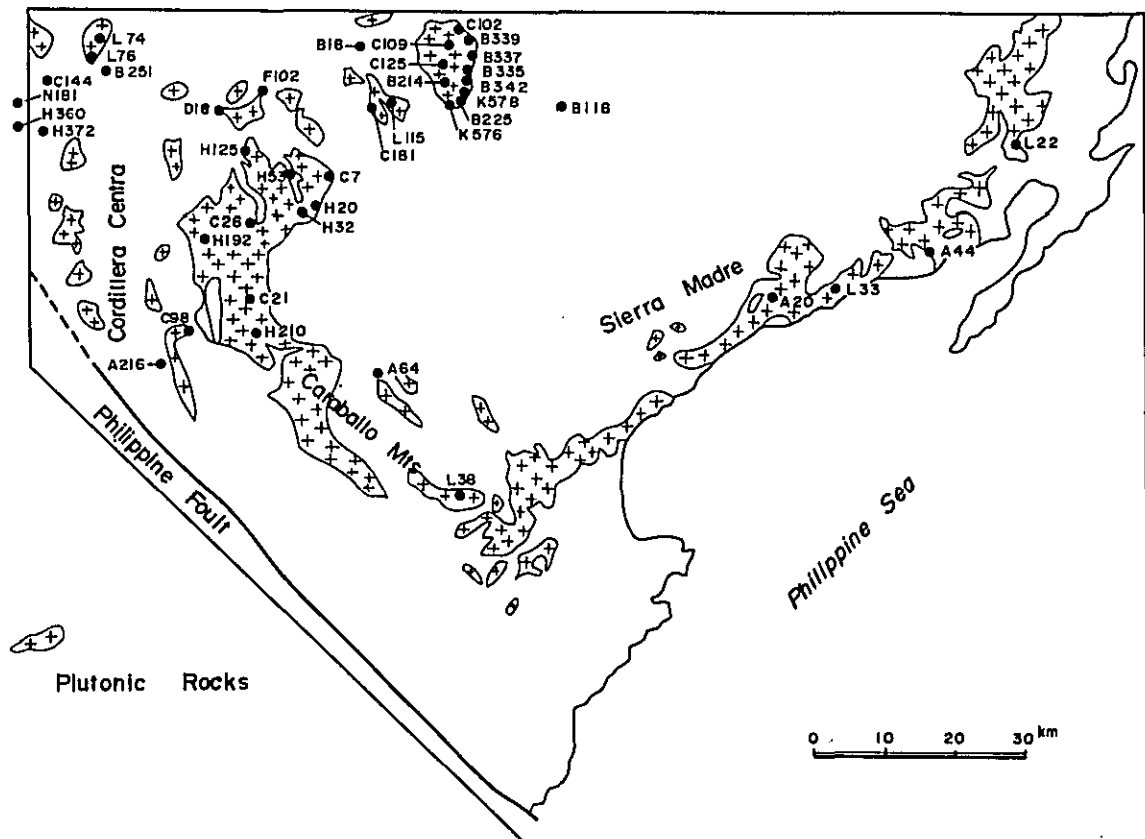 C102
L74
B339
B18
C109
L76
B337
C125
B251
B335
C144
F102
B214
B342
N181
K578
D18
B225
B118
H360
K576
H372
L115
C181
L22
H125
H53
C7
H20
C26
H32
H192
A44
Cordillera Centra
Sierra Madre
L33
A20
C21
C98
H210
A216
A64
Caraballo Mts
L38
Philippine Foult
Philippine Sea
Plutonic Rocks
0 10 20 30 km